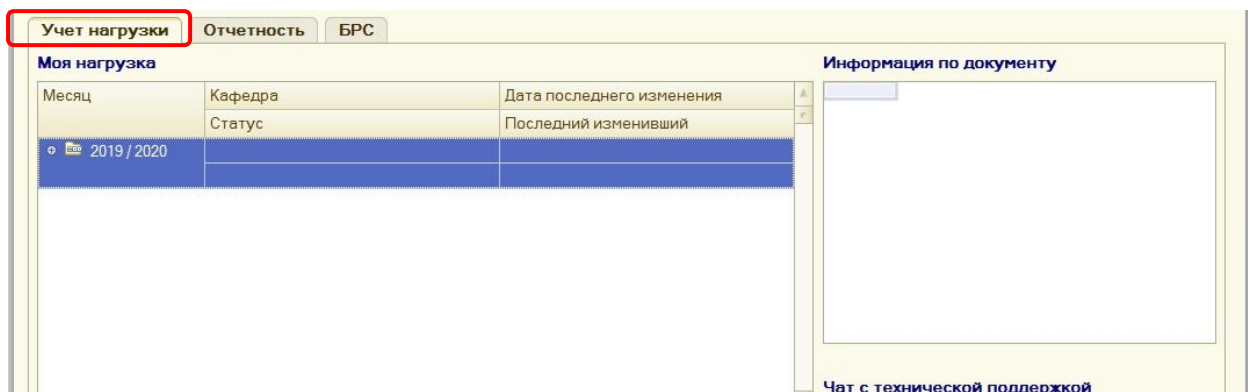 Учет нагрузки Отчетность БРС
Моя нагрузка Информация по документу
Месяц Кафедра Дата последнего изменения
Статус Последний изменивший
2019 / 2020
Чат с технической поддержкой